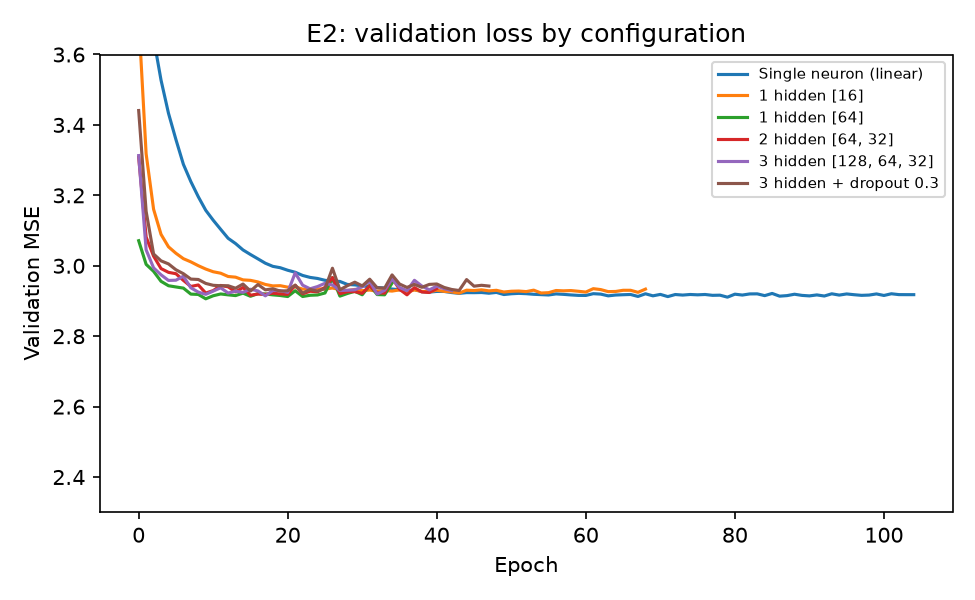 E2: validation loss by configuration
3.6
3.4
3.2
3.0
2.8
2.6
2.4
Validation MSE
Single neuron (linear)
1 hidden [16]
1 hidden [64]
2 hidden [64, 32]
3 hidden [128, 64, 32]
3 hidden + dropout 0.3
0 20 40 60 80 100
Epoch